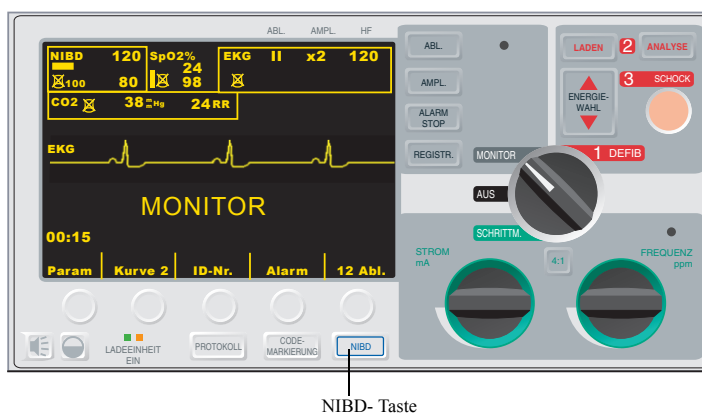 ABL. AMPL. HF
NIBD 120
100 80
SpO2%
24
98
EKG II x2 120
CO2 38 mmHg 24 RR
EKG
MONITOR
00:15
Param Kurve 2 ID-Nr. Alarm 12 Abl.
LADEEINHEIT
EIN
PROTOKOLL
CODE-
MARKIERUNG
NIBD
ABL.
AMPL.
ALARM
STOP
REGISTR.
LADEN 2 ANALYSE
ENERGIE-
WAHL
3 SCHOCK
MONITOR
1 DEFIB
AUS
SCHRITTM.
STROM
mA
4:1
FREQUENZ
ppm
NIBD- Taste